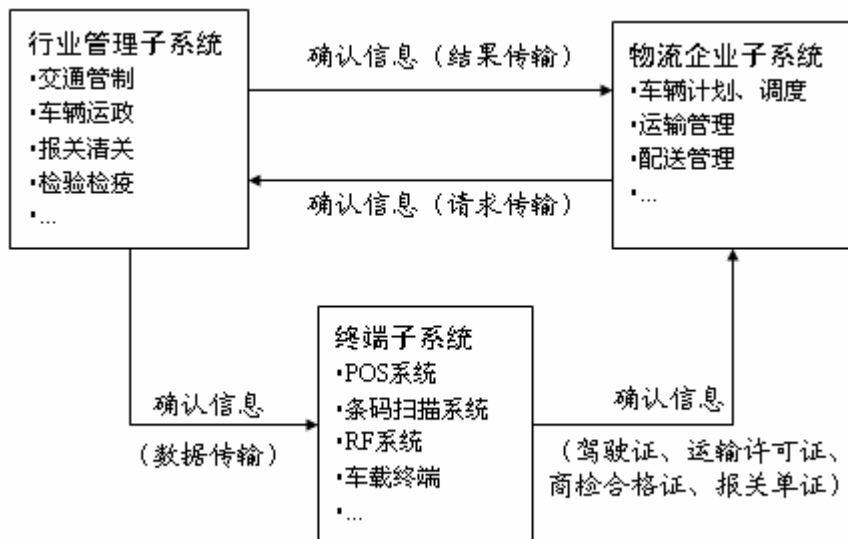 行业管理子系统
·交通管制
·车辆运政
·报关清关
·检验检疫
·...
确认信息（结果传输）
确认信息（请求传输）
物流企业子系统
·车辆计划、调度
·运输管理
·配送管理
·...
确认信息
（数据传输）
终端子系统
·POS系统
·条码扫描系统
·RF系统
·车载终端
·...
确认信息
（驾驶证、运输许可证、
商检合格证、报关单证）